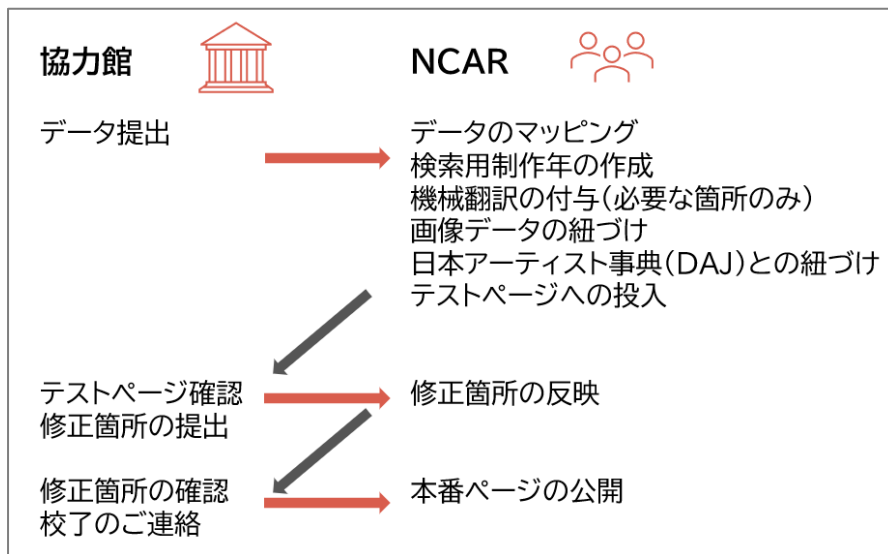 協力館
NCAR
データ提出
データのマッピング
検索用制作年の作成
機械翻訳の付与(必要な箇所のみ)
画像データの紐づけ
日本アーティスト事典(DAJ)との紐づけ
テストページへの投入
テストページ確認
修正箇所の提出
修正箇所の反映
修正箇所の確認
校了のご連絡
本番ページの公開